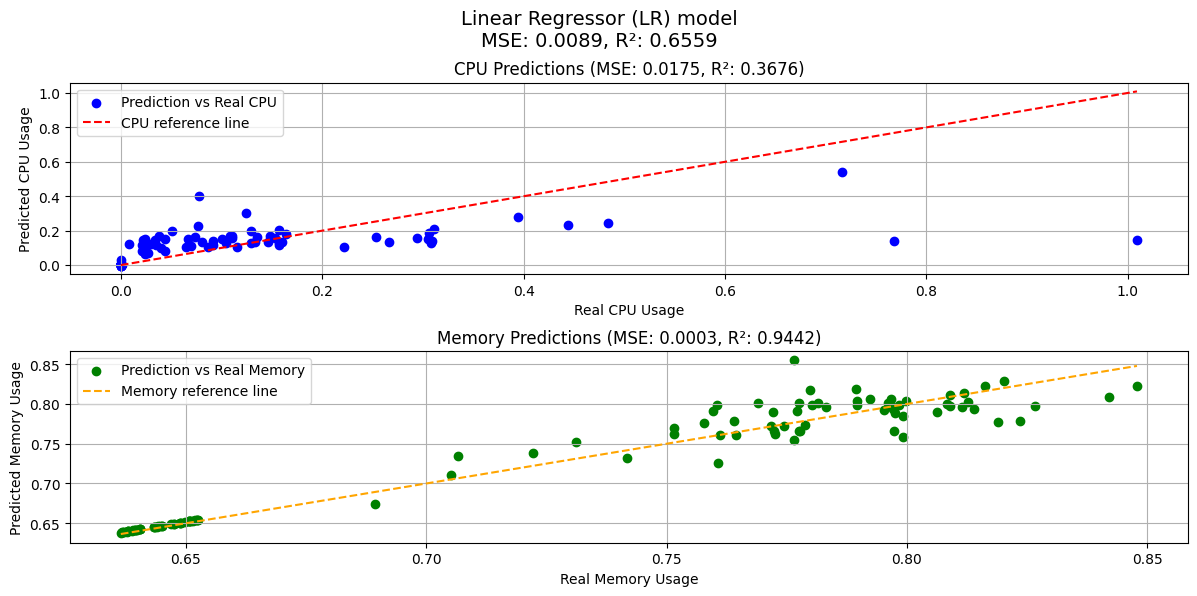 Linear Regressor (LR) model
MSE: 0.0089, R²: 0.6559
CPU Predictions (MSE: 0.0175, R²: 0.3676)
Predicted CPU Usage
1.0
0.8
0.6
0.4
0.2
0.0
Prediction vs Real CPU
CPU reference line
0.0 0.2 0.4 0.6 0.8 1.0
Real CPU Usage
Memory Predictions (MSE: 0.0003, R²: 0.9442)
Predicted Memory Usage
0.85
0.80
0.75
0.70
0.65
Prediction vs Real Memory
Memory reference line
0.65 0.70 0.75 0.80 0.85
Real Memory Usage